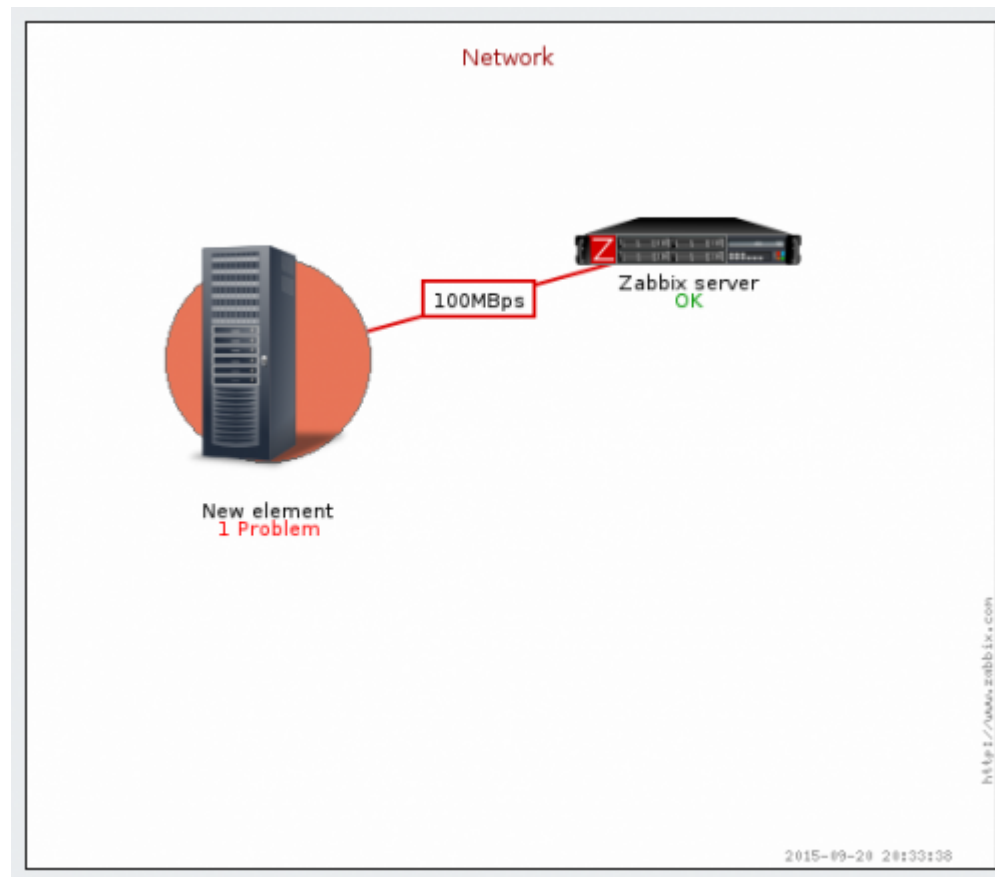 Network
Z
Zabbix server
OK
100MBps
New element
1 Problem
http://www.zabbix.com
2015-09-20 20:33:38